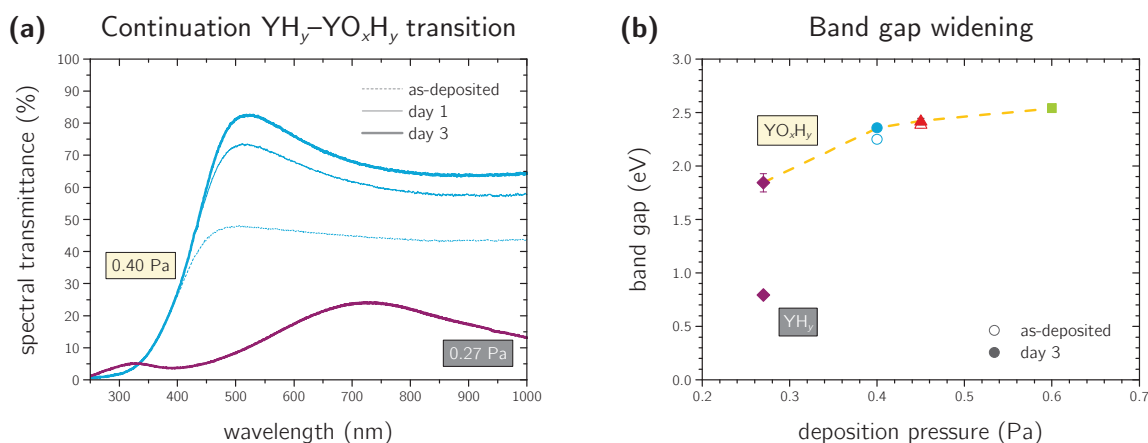 (a) Continuation YHy–YOxHy transition
spectral transmittance (%)
100
90
80
70
60
50
40
30
20
10
0
as-deposited
day 1
day 3
0.40 Pa
0.27 Pa
300 400 500 600 700 800 900 1000
wavelength (nm)
(b) Band gap widening
band gap (eV)
3.0
2.5
2.0
1.5
1.0
0.5
0.0
YOxHy
YHy
as-deposited
day 3
0.2 0.3 0.4 0.5 0.6 0.7
deposition pressure (Pa)